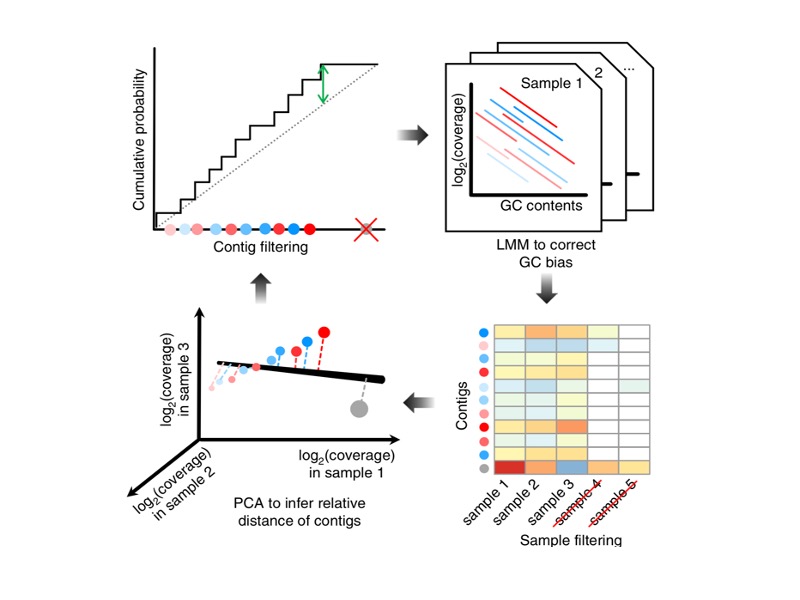 Cumulative probability
Contig filtering
2
...
Sample 1
log₂(coverage)
GC contents
LMM to correct
GC bias
log₂(coverage)
in sample 3
log₂(coverage)
in sample 1
log₂(coverage)
in sample 2
PCA to infer relative
distance of contigs
Contigs
sample 1
sample 2
sample 3
sample 4
sample 5
Sample filtering